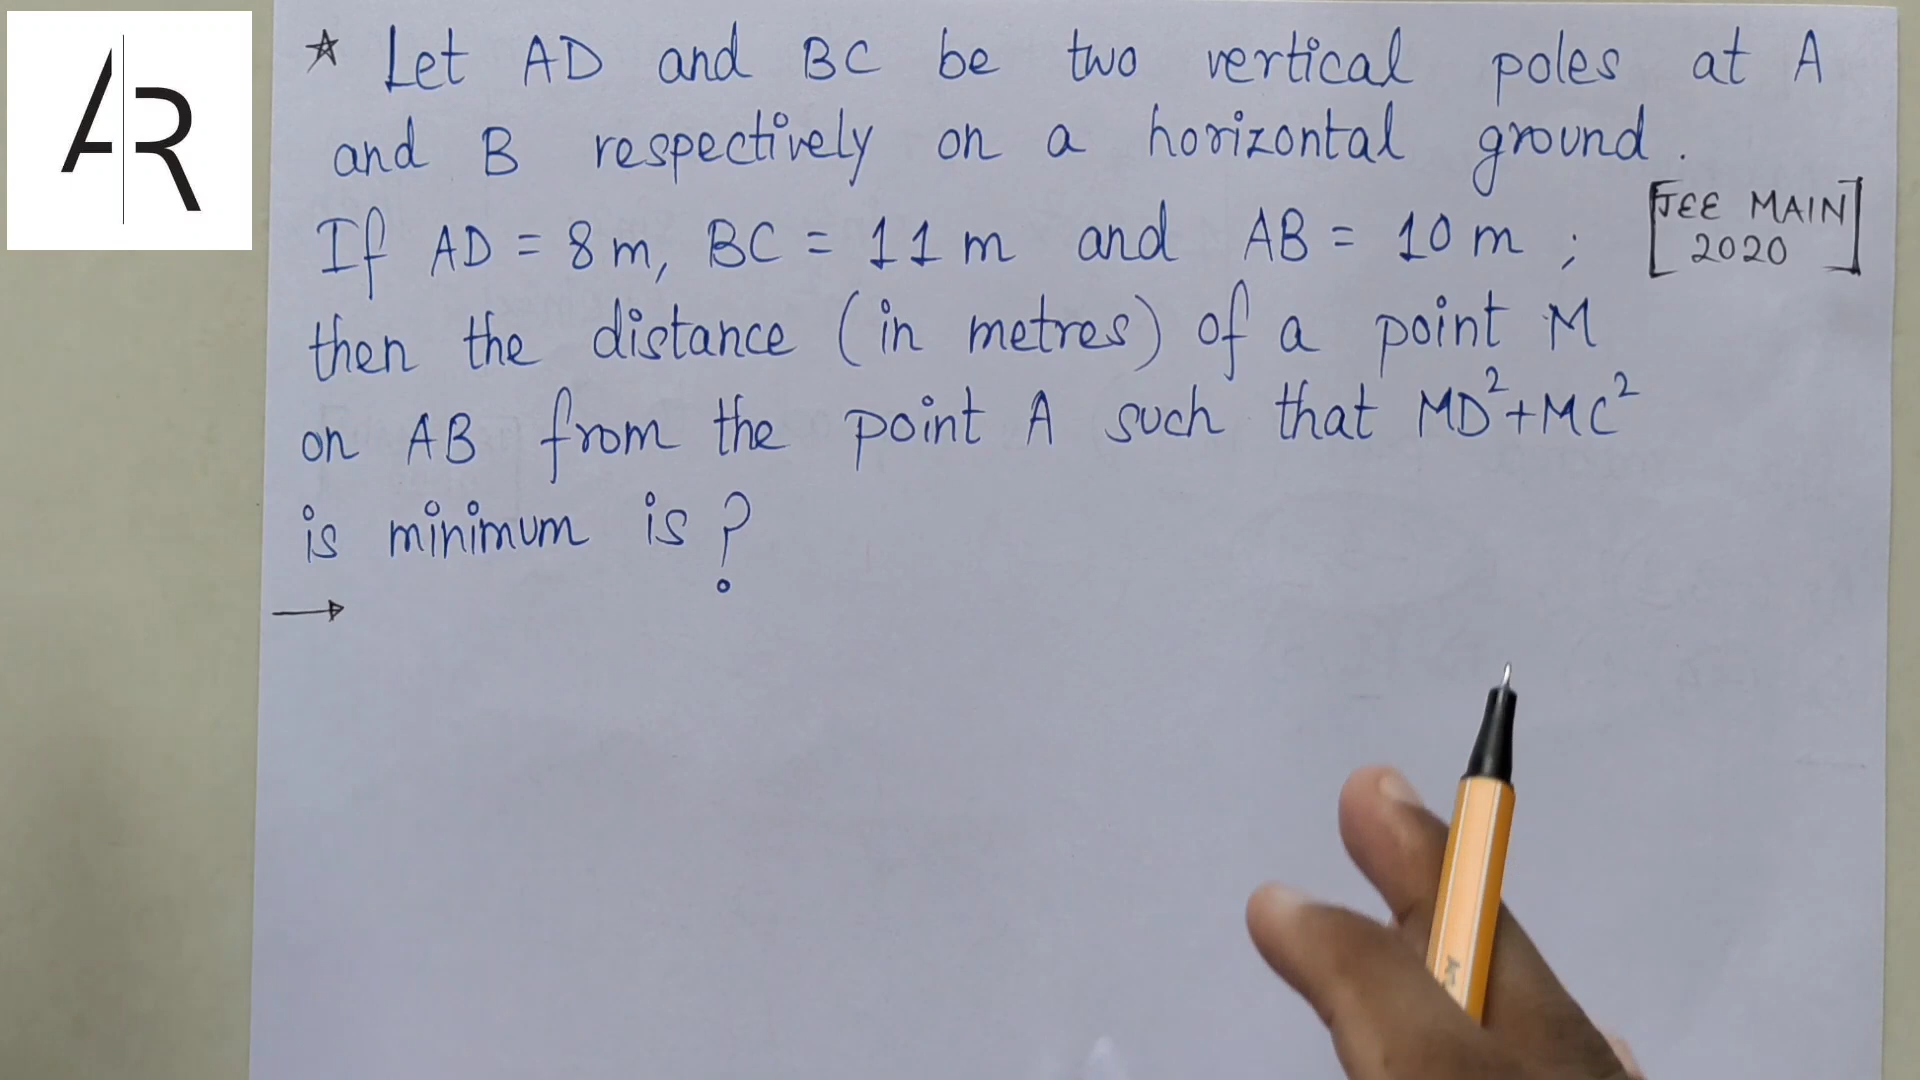 AR
☆ Let AD and BC be two vertical poles at A
and B respectively on a horizontal ground.
If AD = 8 m, BC = 11 m and AB = 10 m ;
[JEE MAIN
2020]
then the distance (in metres) of a point M
on AB from the point A such that MD²+MC²
is minimum is ?
→